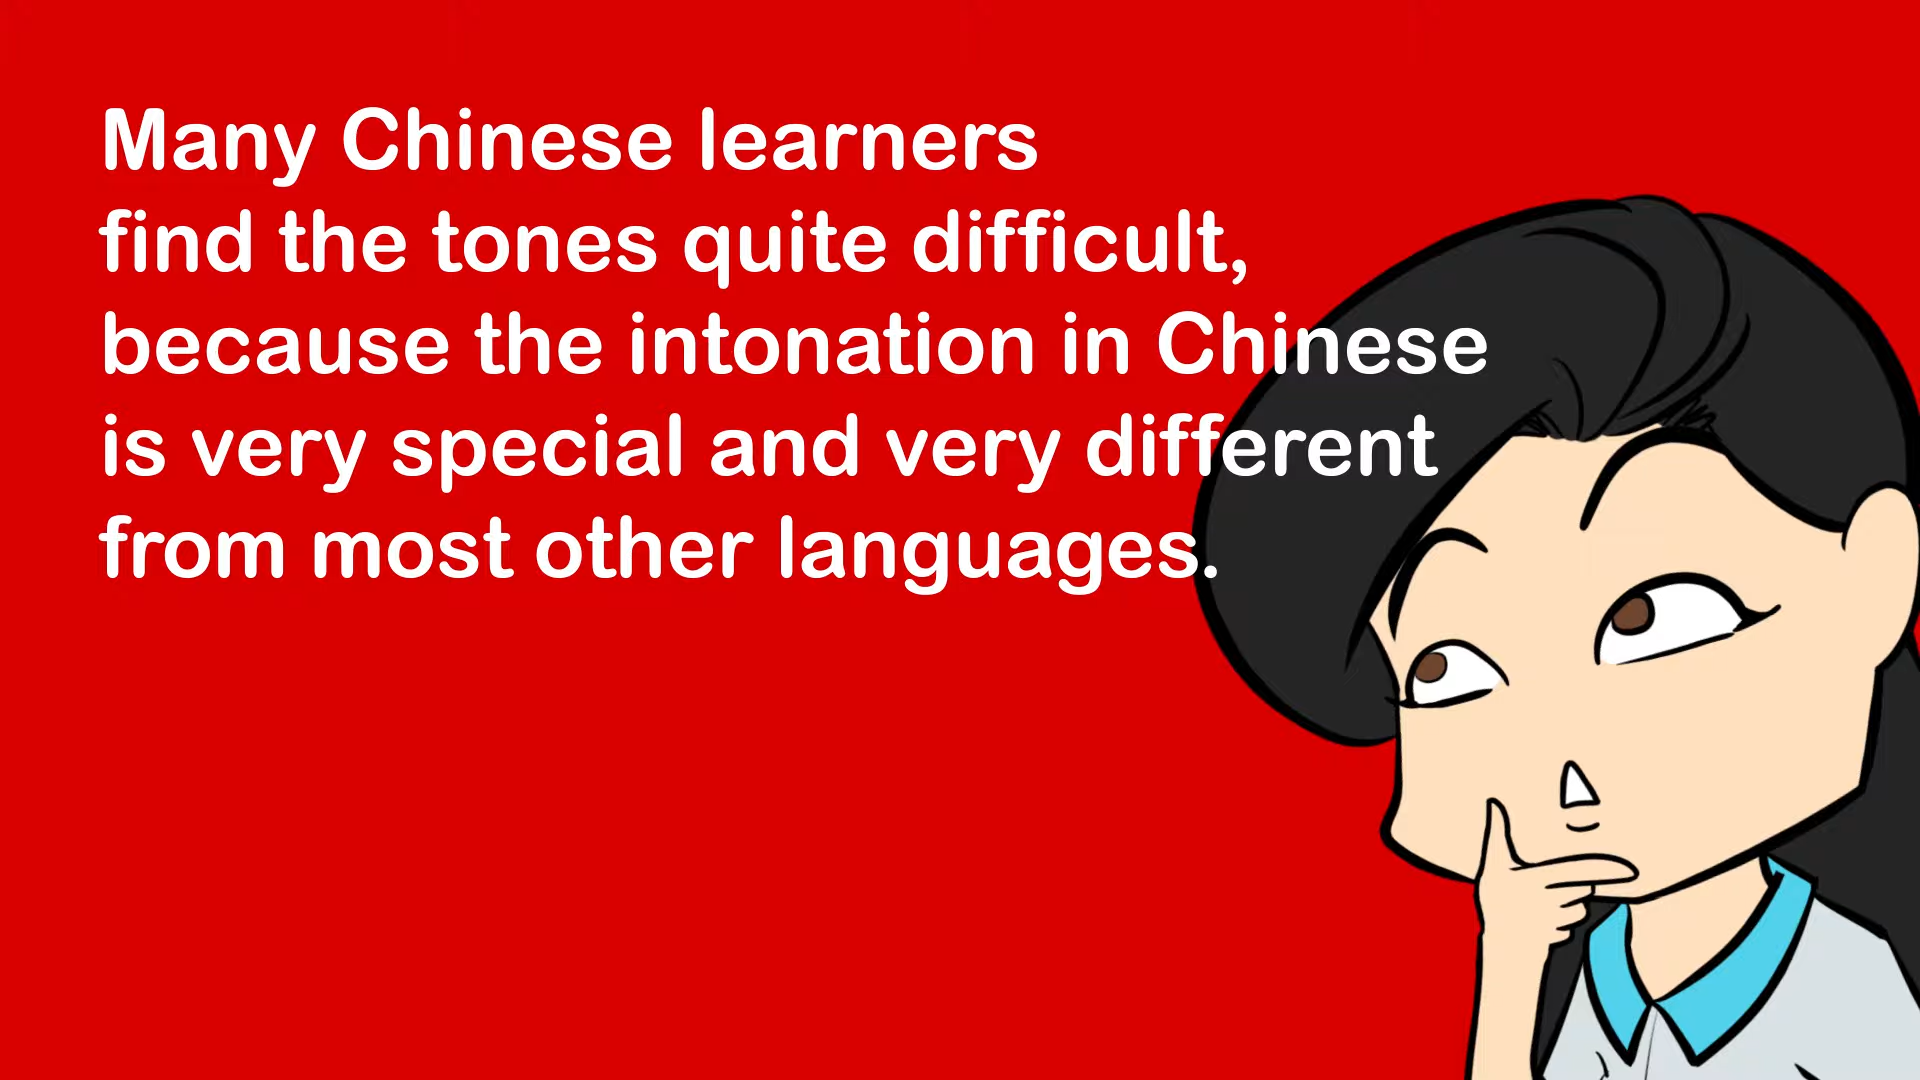 Many Chinese learners
find the tones quite difficult,
because the intonation in Chinese
is very special and very different
from most other languages.